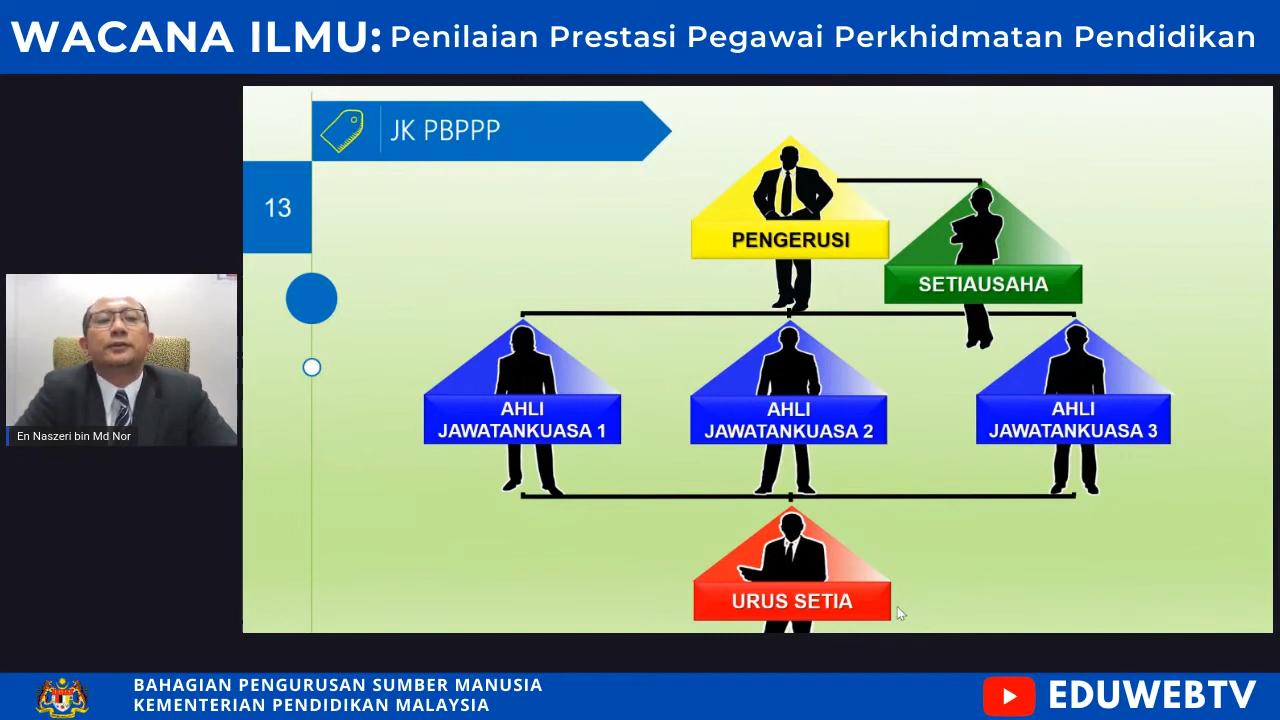 WACANA ILMU: Penilaian Prestasi Pegawai Perkhidmatan Pendidikan
JK PBPPP
13
PENGERUSI
SETIAUSAHA
AHLI
JAWATANKUASA 1
AHLI
JAWATANKUASA 2
AHLI
JAWATANKUASA 3
En Naszeri bin Md Nor
URUS SETIA
BAHAGIAN PENGURUSAN SUMBER MANUSIA
KEMENTERIAN PENDIDIKAN MALAYSIA
EDUWEBTV